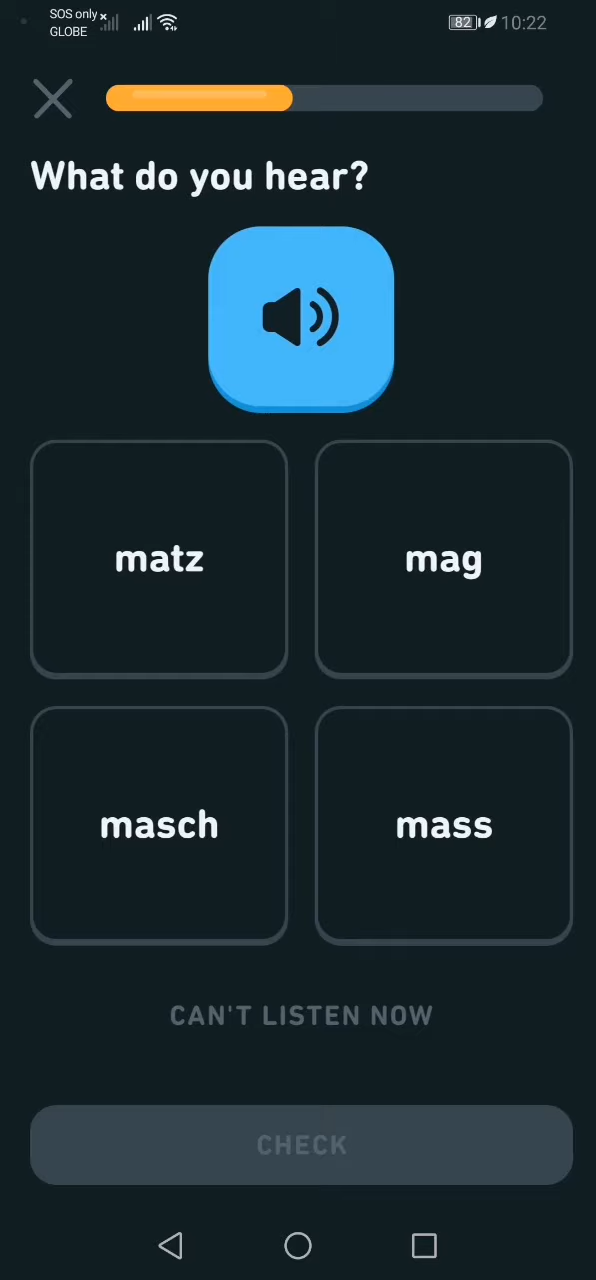 SOS only
GLOBE
82
10:22
What do you hear?
matz
mag
masch
mass
CAN'T LISTEN NOW
CHECK